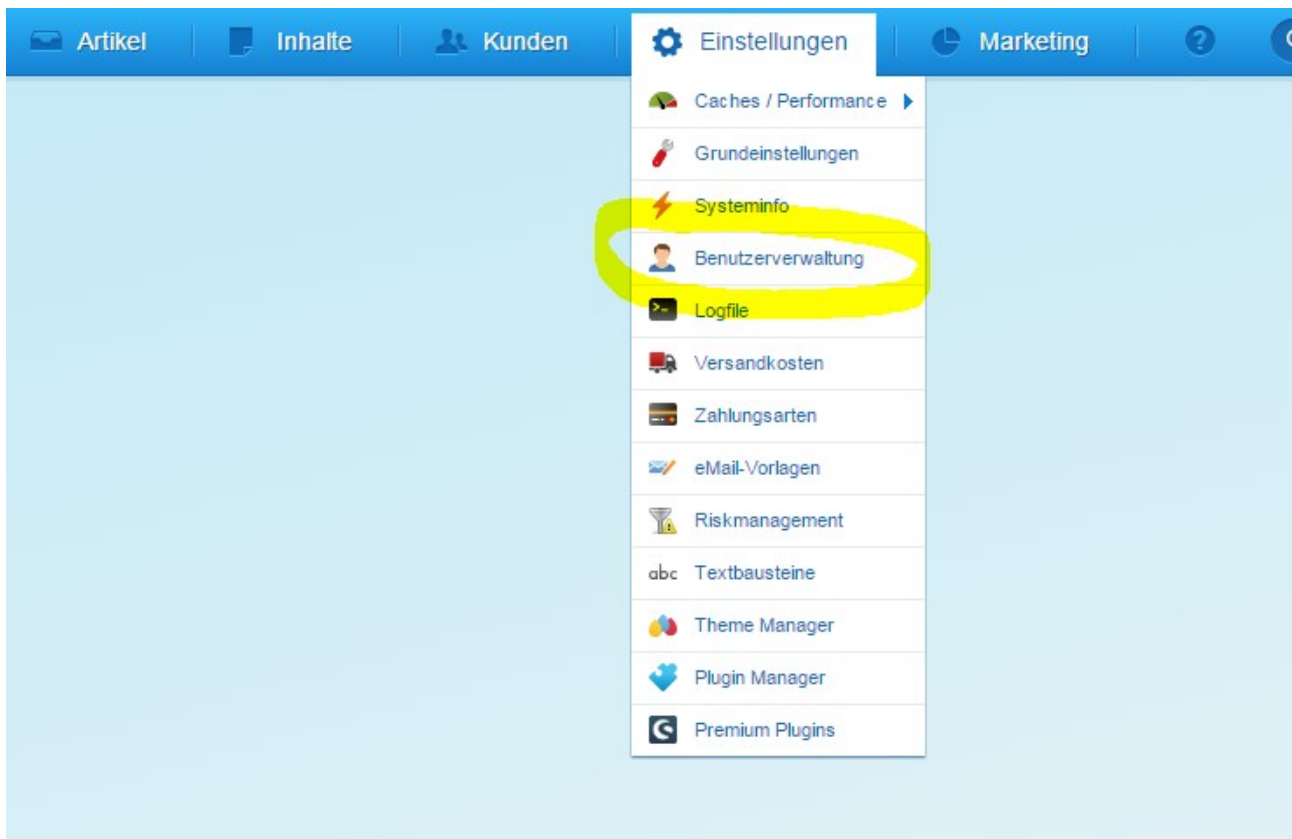 Artikel Inhalte Kunden Einstellungen Marketing ?
Caches / Performance
Grundeinstellungen
Systeminfo
Benutzerverwaltung
Logfile
Versandkosten
Zahlungsarten
eMail-Vorlagen
Riskmanagement
abc Textbausteine
Theme Manager
Plugin Manager
Premium Plugins